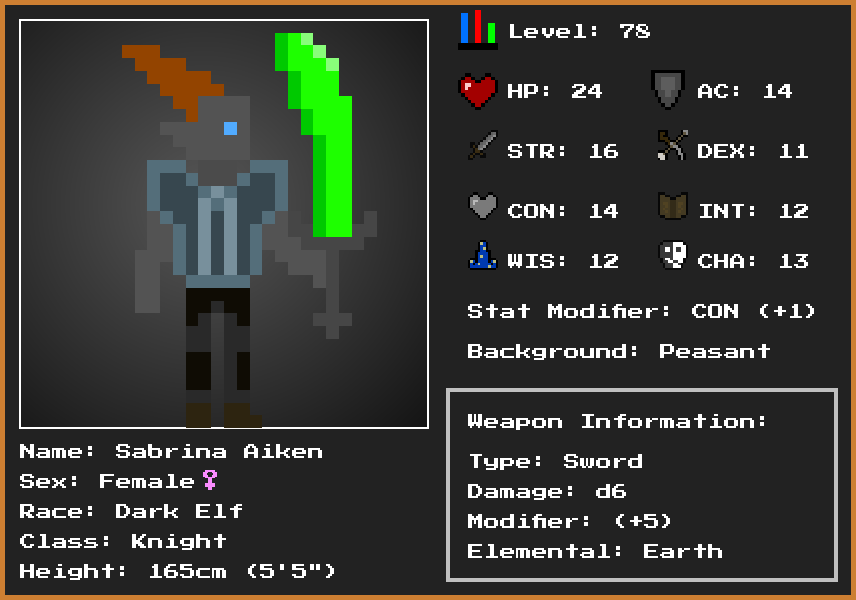 Level: 78
HP: 24 AC: 14
STR: 16 DEX: 11
CON: 14 INT: 12
WIS: 12 CHA: 13
Stat Modifier: CON (+1)
Background: Peasant
Weapon Information:
Type: Sword
Damage: d6
Modifier: (+5)
Elemental: Earth
Name: Sabrina Aiken
Sex: Female♀
Race: Dark Elf
Class: Knight
Height: 165cm (5'5")